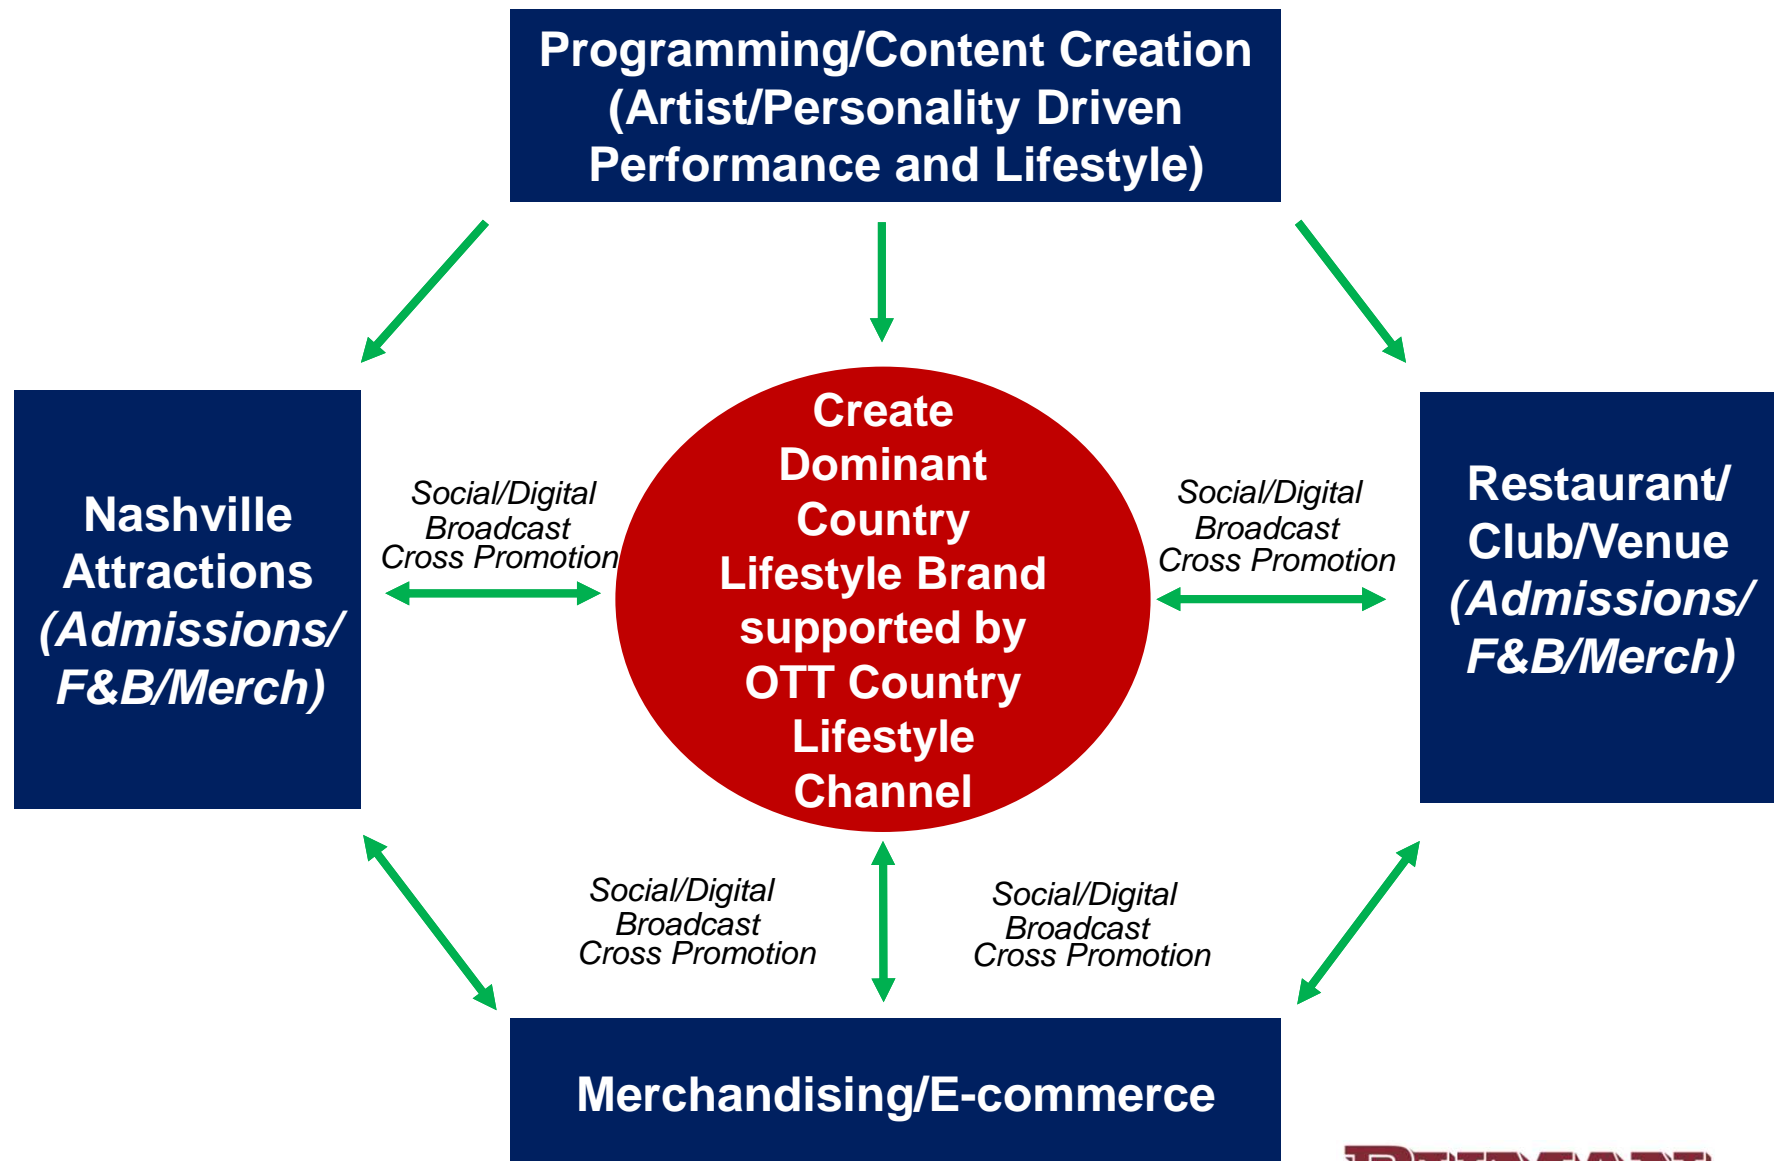 Programming/Content Creation
(Artist/Personality Driven
Performance and Lifestyle)
Nashville
Attractions
(Admissions/
F&B/Merch)
Social/Digital
Broadcast
Cross Promotion
Create
Dominant
Country
Lifestyle Brand
supported by
OTT Country
Lifestyle
Channel
Social/Digital
Broadcast
Cross Promotion
Restaurant/
Club/Venue
(Admissions/
F&B/Merch)
Social/Digital
Broadcast
Cross Promotion
Social/Digital
Broadcast
Cross Promotion
Merchandising/E-commerce